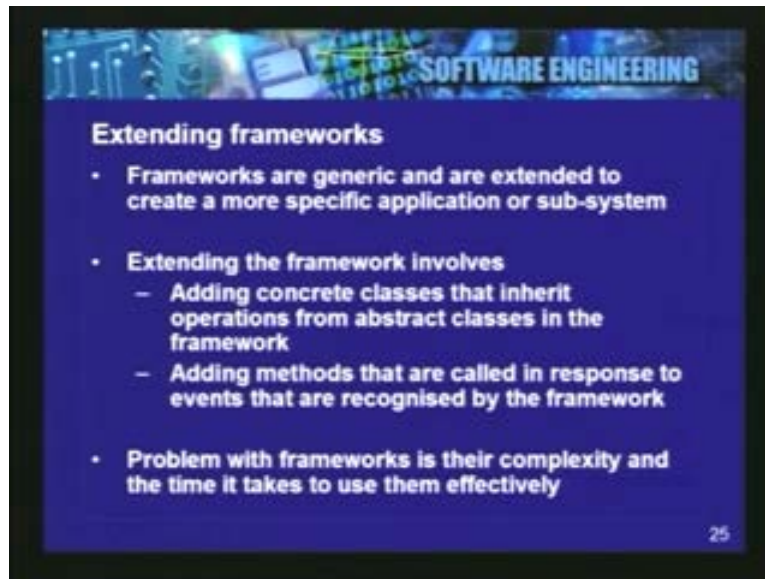 SOFTWARE ENGINEERING
Extending frameworks
• Frameworks are generic and are extended to
create a more specific application or sub-system
• Extending the framework involves
– Adding concrete classes that inherit
operations from abstract classes in the
framework
– Adding methods that are called in response to
events that are recognised by the framework
• Problem with frameworks is their complexity and
the time it takes to use them effectively
25